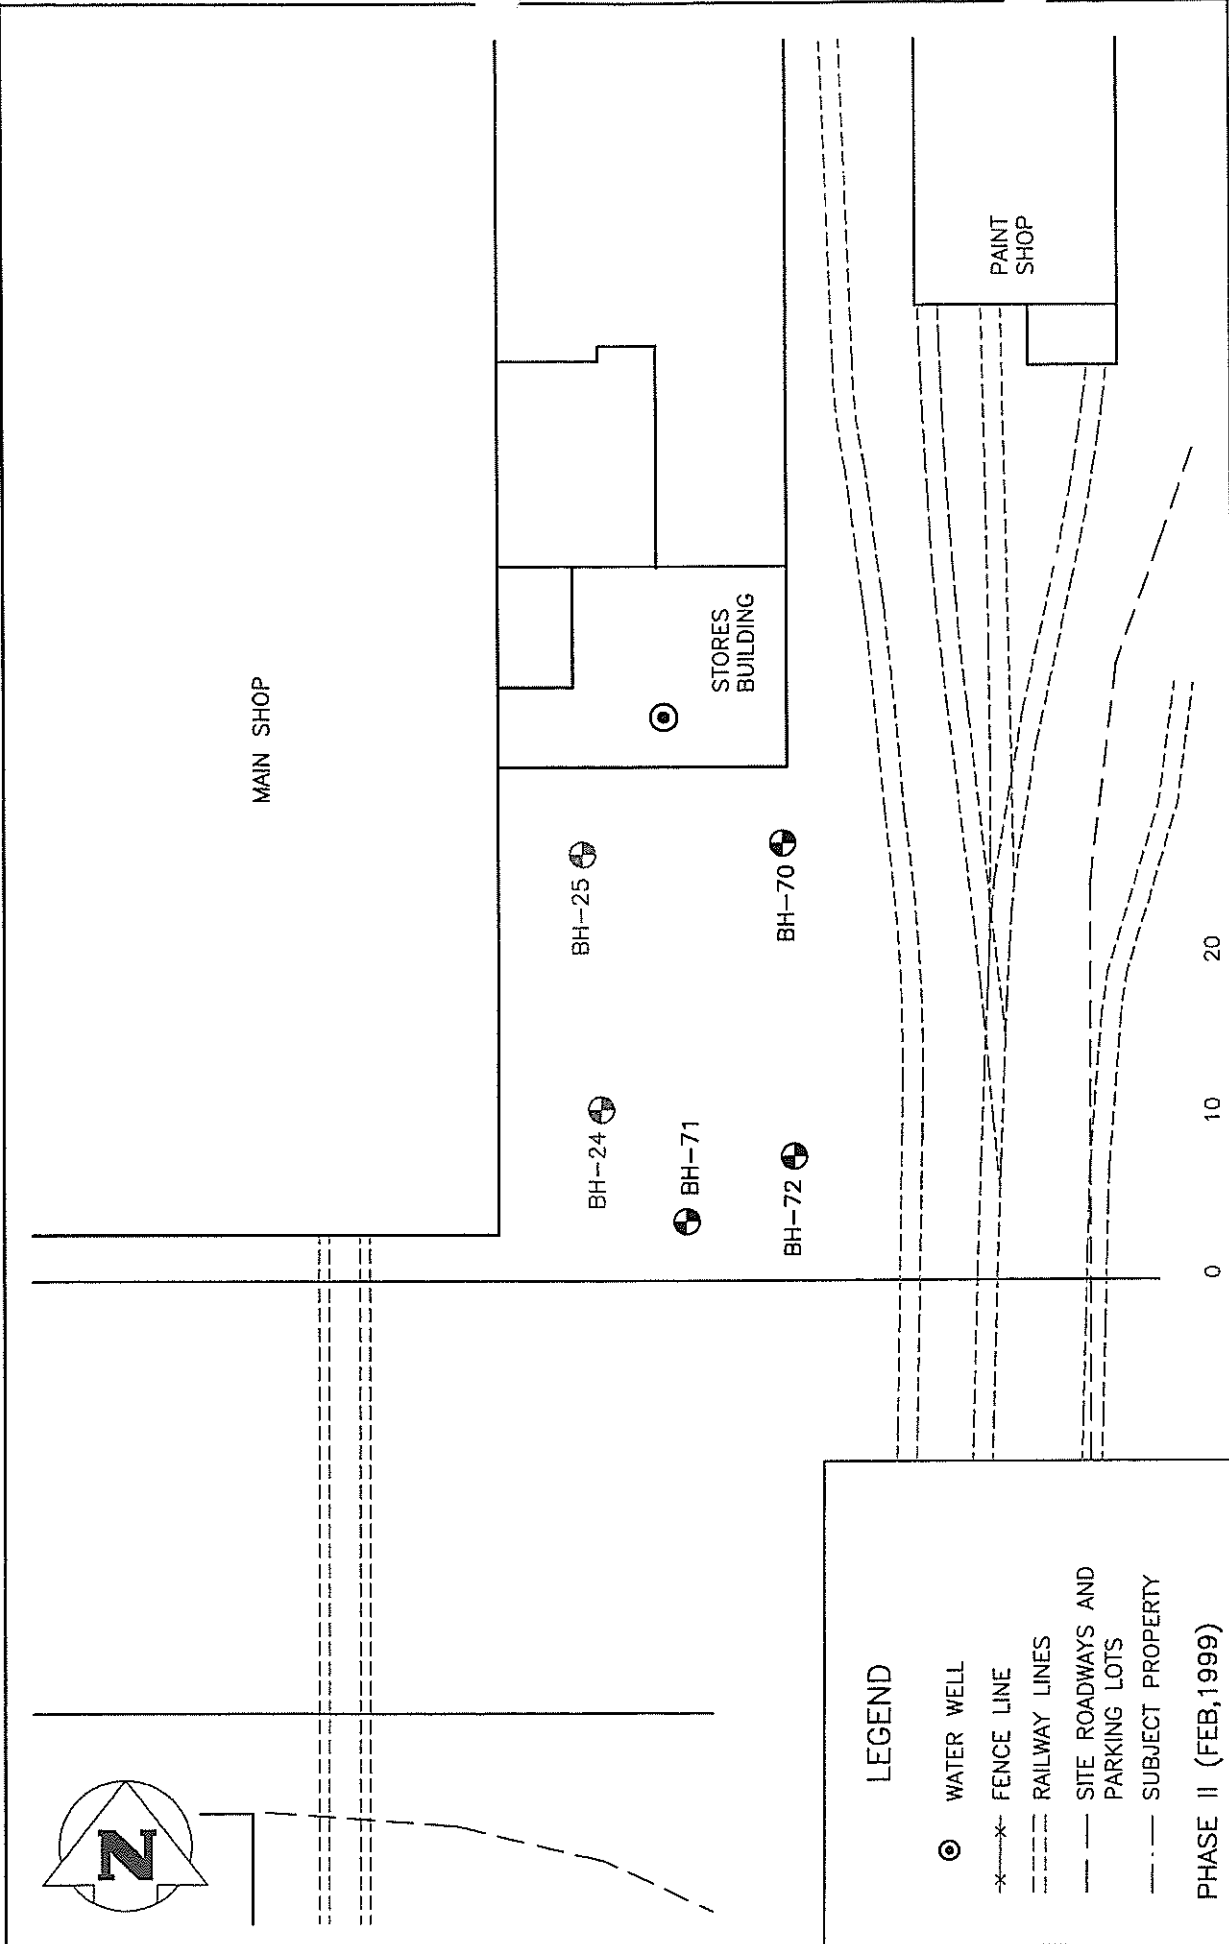 MAIN SHOP
STORES
BUILDING
PAINT
SHOP
BH-25
BH-70
BH-24
BH-71
BH-72
0
10
20
N
LEGEND
WATER WELL
FENCE LINE
RAILWAY LINES
SITE ROADWAYS AND
PARKING LOTS
SUBJECT PROPERTY
PHASE II (FEB,1999)